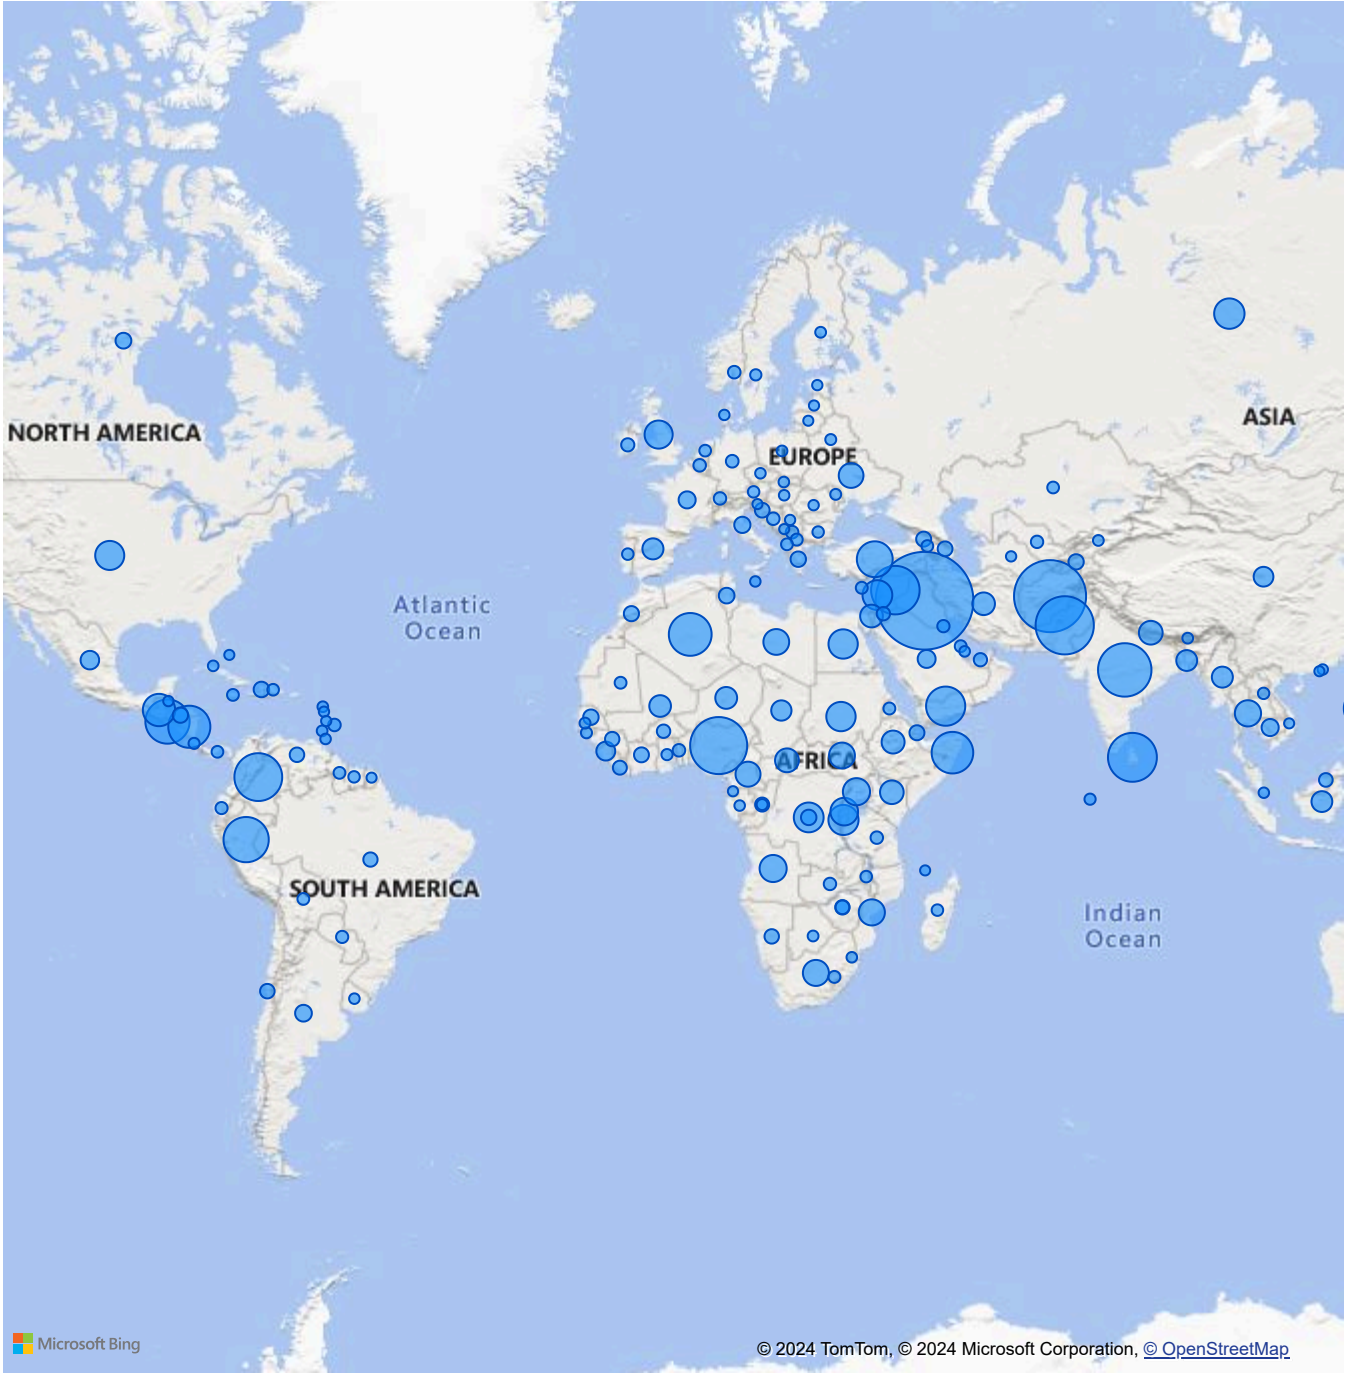 NORTH AMERICA
ASIA
EUROPE
Atlantic
Ocean
AFRICA
SOUTH AMERICA
Indian
Ocean
Microsoft Bing
© 2024 TomTom, © 2024 Microsoft Corporation, © OpenStreetMap